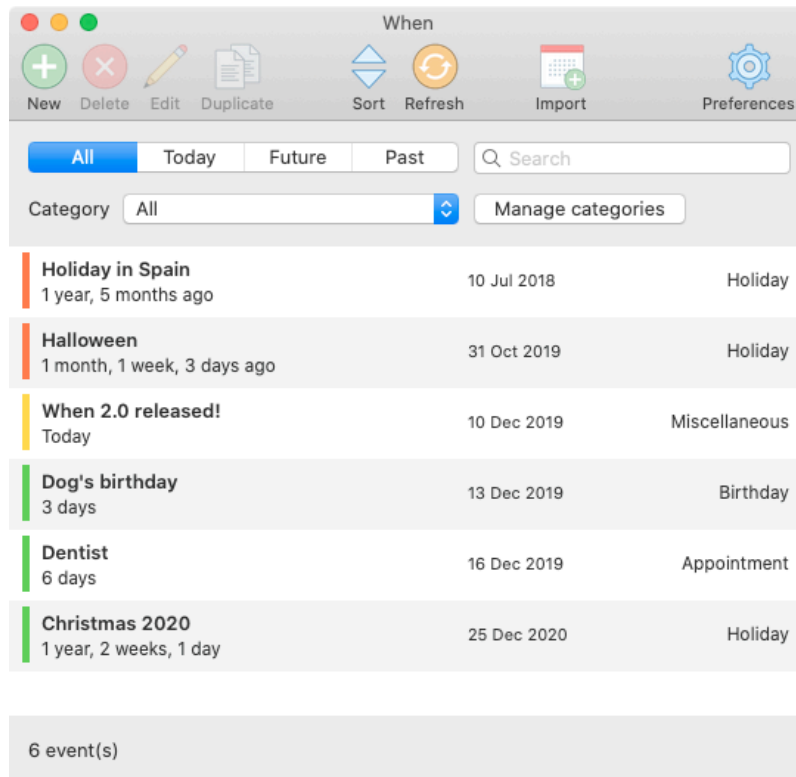 When
New Delete Edit Duplicate Sort Refresh Import Preferences
All Today Future Past Search
Category All Manage categories
Holiday in Spain
1 year, 5 months ago
10 Jul 2018
Holiday
Halloween
1 month, 1 week, 3 days ago
31 Oct 2019
Holiday
When 2.0 released!
Today
10 Dec 2019
Miscellaneous
Dog's birthday
3 days
13 Dec 2019
Birthday
Dentist
6 days
16 Dec 2019
Appointment
Christmas 2020
1 year, 2 weeks, 1 day
25 Dec 2020
Holiday
6 event(s)